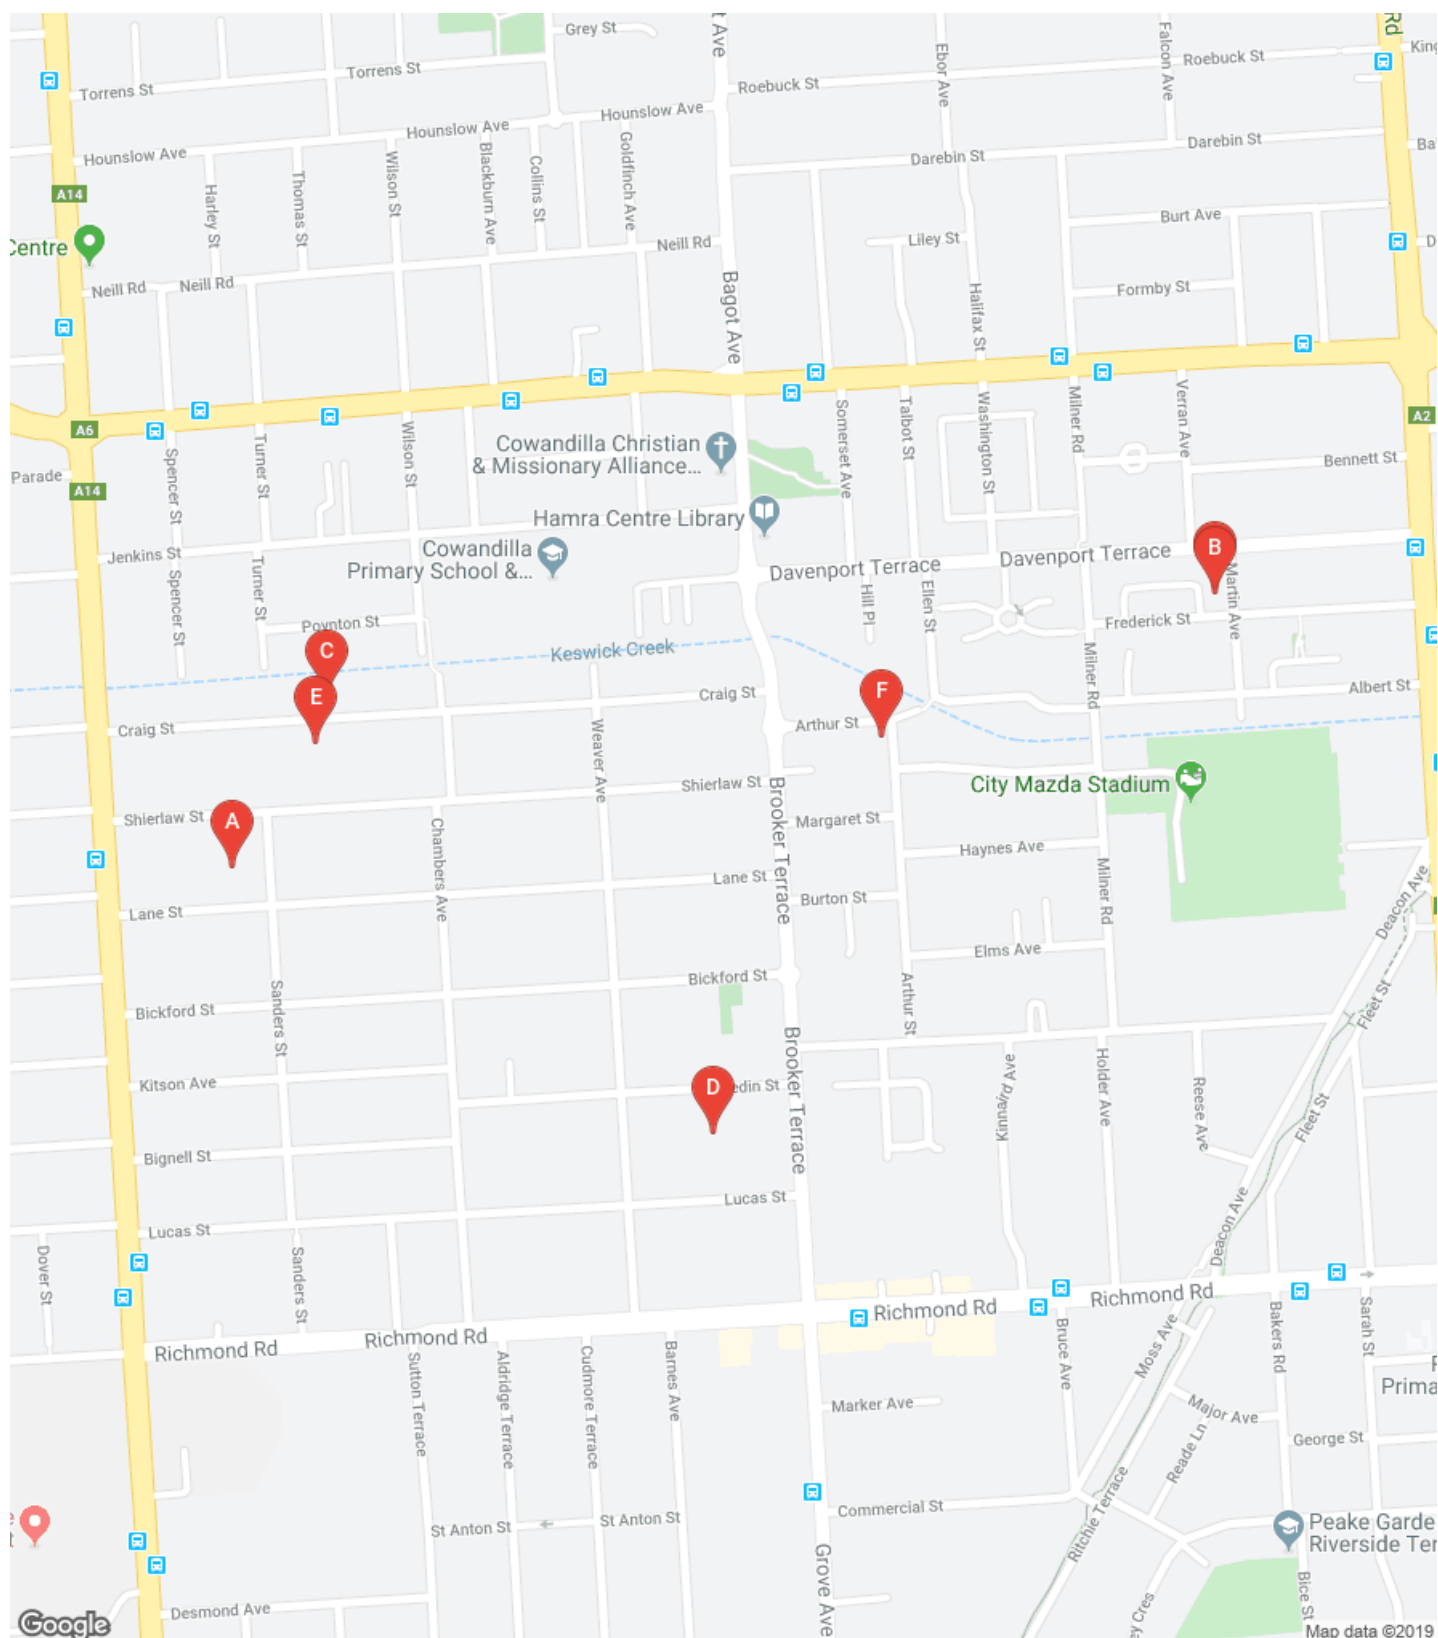 Grey St
t Ave
Rd
King
Torrens St
Torrens St
Roebuck St
Roebuck St
Ebor Ave
Falcon Ave
Hounslow Ave
Hounslow Ave
Hounslow Ave
Darebin St
Darebin St
Ba
A14
Harley St
Thomas St
Wilson St
Blackburn Ave
Collins St
Goldfinch Ave
Burt Ave
Centre
Neill Rd
Liley St
D
Neill Rd
Neill Rd
Bagot Ave
Halifax St
Formby St
A6
A2
Spencer St
Turner St
Wilson St
Cowandilla Christian
& Missionary Alliance...
Somerset Ave
Talbot St
Washington St
Milner Rd
Verran Ave
Bennett St
Parade
A14
Hamra Centre Library
Jenkins St
Cowandilla
Primary School &...
Davenport Terrace
Davenport Terrace
B
Spencer St
Turner St
Hill Pl
Ellen St
Martin Ave
Poynton St
Frederick St
Keswick Creek
C
E
Craig St
Craig St
F
Arthur St
Milner Rd
Albert St
Weaver Ave
Shierlaw St
Shierlaw St
A
City Mazda Stadium
Brooker Terrace
Margaret St
Haynes Ave
Chambers Ave
Lane St
Lane St
Burton St
Milner Rd
Deacon Ave
Elms Ave
Bickford St
Bickford St
Sanders St
Arthur St
Fleet St
Kitson Ave
D
edin St
Brooker Terrace
Kinnaird Ave
Holder Ave
Reese Ave
Fleet St
Bignell St
Lucas St
Lucas St
Deacon Ave
Dover St
Sanders St
Richmond Rd
Richmond Rd
Richmond Rd
Richmond Rd
Sutton Terrace
Aldridge Terrace
Cudmore Terrace
Barnes Ave
Bruce Ave
Moss Ave
Bakers Rd
Sarah St
Prima
Marker Ave
Major Ave
George St
Reade Ln
Commercial St
St Anton St
St Anton St
Ritchie Terrace
Peake Garde
Riverside Ter
Grove Ave
Bice St
Desmond Ave
ey Cres
Google
Map data ©2019